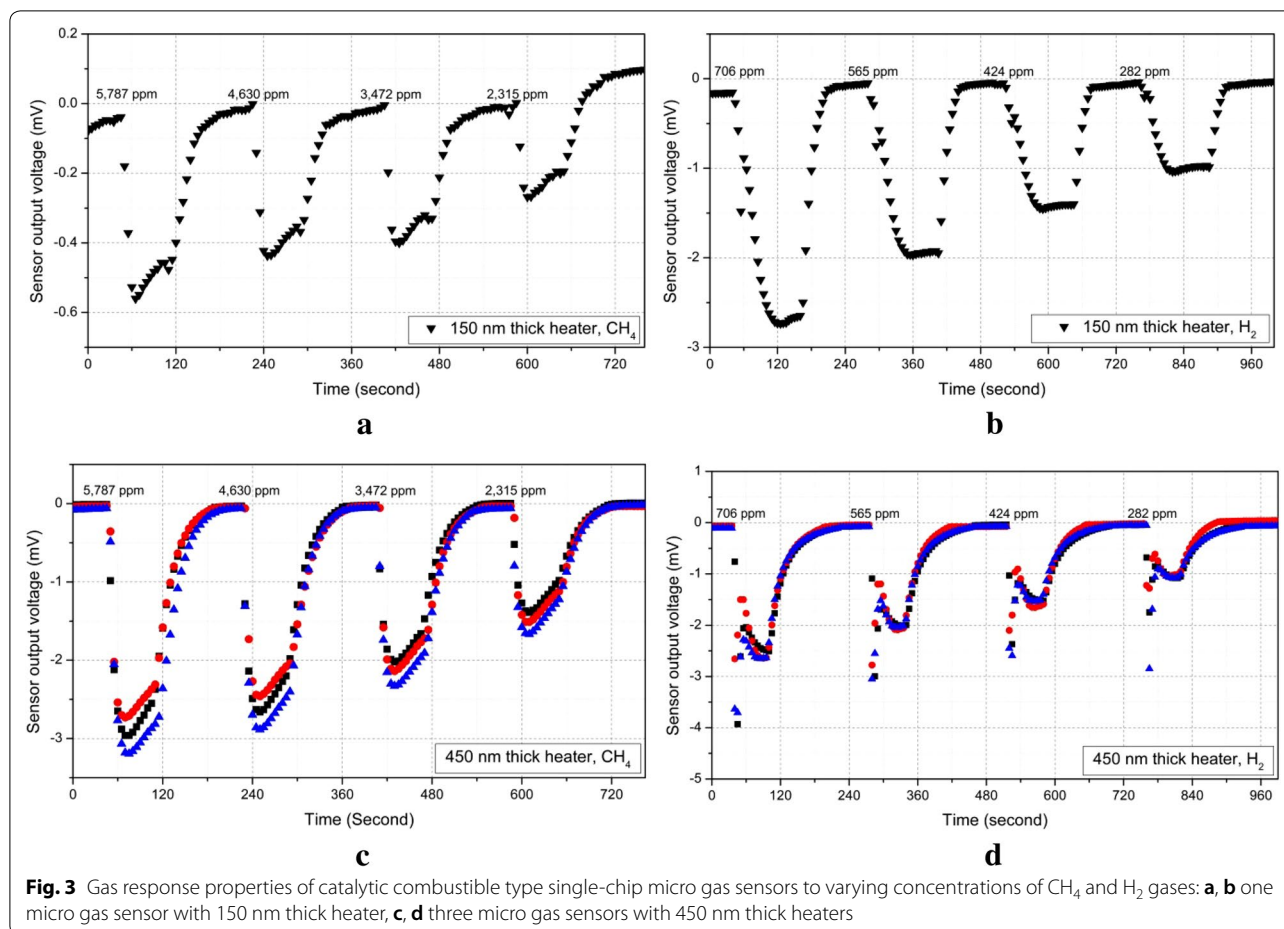 0.2
0.0
-0.2
-0.4
-0.6
Sensor output voltage (mV)
5,787 ppm
4,630 ppm
3,472 ppm
2,315 ppm
150 nm thick heater, CH4
0 120 240 360 480 600 720
Time (second)
a
0
-1
-2
-3
Sensor output voltage (mV)
706 ppm
565 ppm
424 ppm
282 ppm
150 nm thick heater, H2
0 120 240 360 480 600 720 840 960
Time (second)
b
0
-1
-2
-3
Sensor output voltage (mV)
5,787 ppm
4,630 ppm
3,472 ppm
2,315 ppm
450 nm thick heater, CH4
0 120 240 360 480 600 720
Time (Second)
c
1
0
-1
-2
-3
-4
-5
Sensor output voltage (mV)
706 ppm
565 ppm
424 ppm
282 ppm
450 nm thick heater, H2
0 120 240 360 480 600 720 840 960
Time (second)
d
Fig. 3 Gas response properties of catalytic combustible type single-chip micro gas sensors to varying concentrations of CH4 and H2 gases: a, b one
micro gas sensor with 150 nm thick heater, c, d three micro gas sensors with 450 nm thick heaters